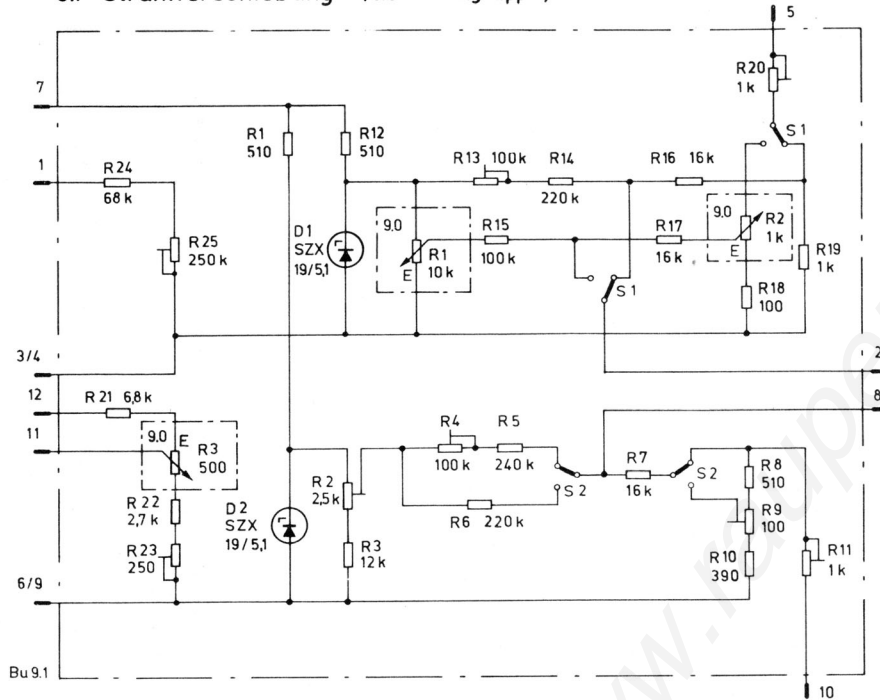 5
R20
1k
7
S1
R1
510
R12
510
R13 100k
R14
220k
R16 16k
1
R24
68k
9.0
R15
100k
R17
16k
9.0
R2
1k
E
D1
SZX
19/5,1
R1
10k
E
R25
250k
R19
1k
R18
100
S1
3/4
2
12
R 21 6,8k
8
11
9.0 E
R3
500
R4
100k
R5
240k
R7
16k
S2
S2
R8
510
R2
2,5k
R22
2,7k
D2
SZX
19/5,1
R6 220k
R9
100
R23
250
R3
12k
R10
390
R11
1k
6/9
Bu 9.1
10